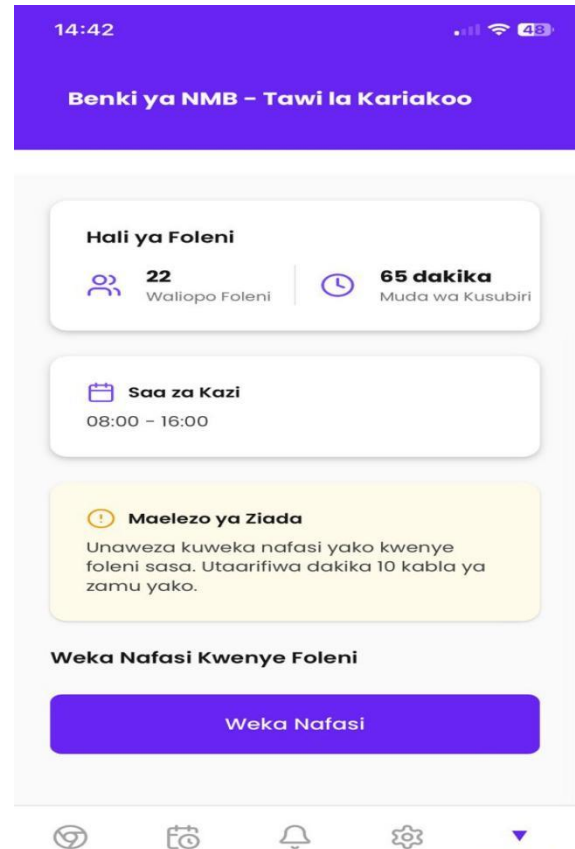 14:42
48
Benki ya NMB – Tawi la Kariakoo
Hali ya Foleni
22
Waliopo Foleni
65 dakika
Muda wa Kusubiri
Saa za Kazi
08:00 – 16:00
Maelezo ya Ziada
Unaweza kuweka nafasi yako kwenye
foleni sasa. Utaarifiwa dakika 10 kabla ya
zamu yako.
Weka Nafasi Kwenye Foleni
Weka Nafasi